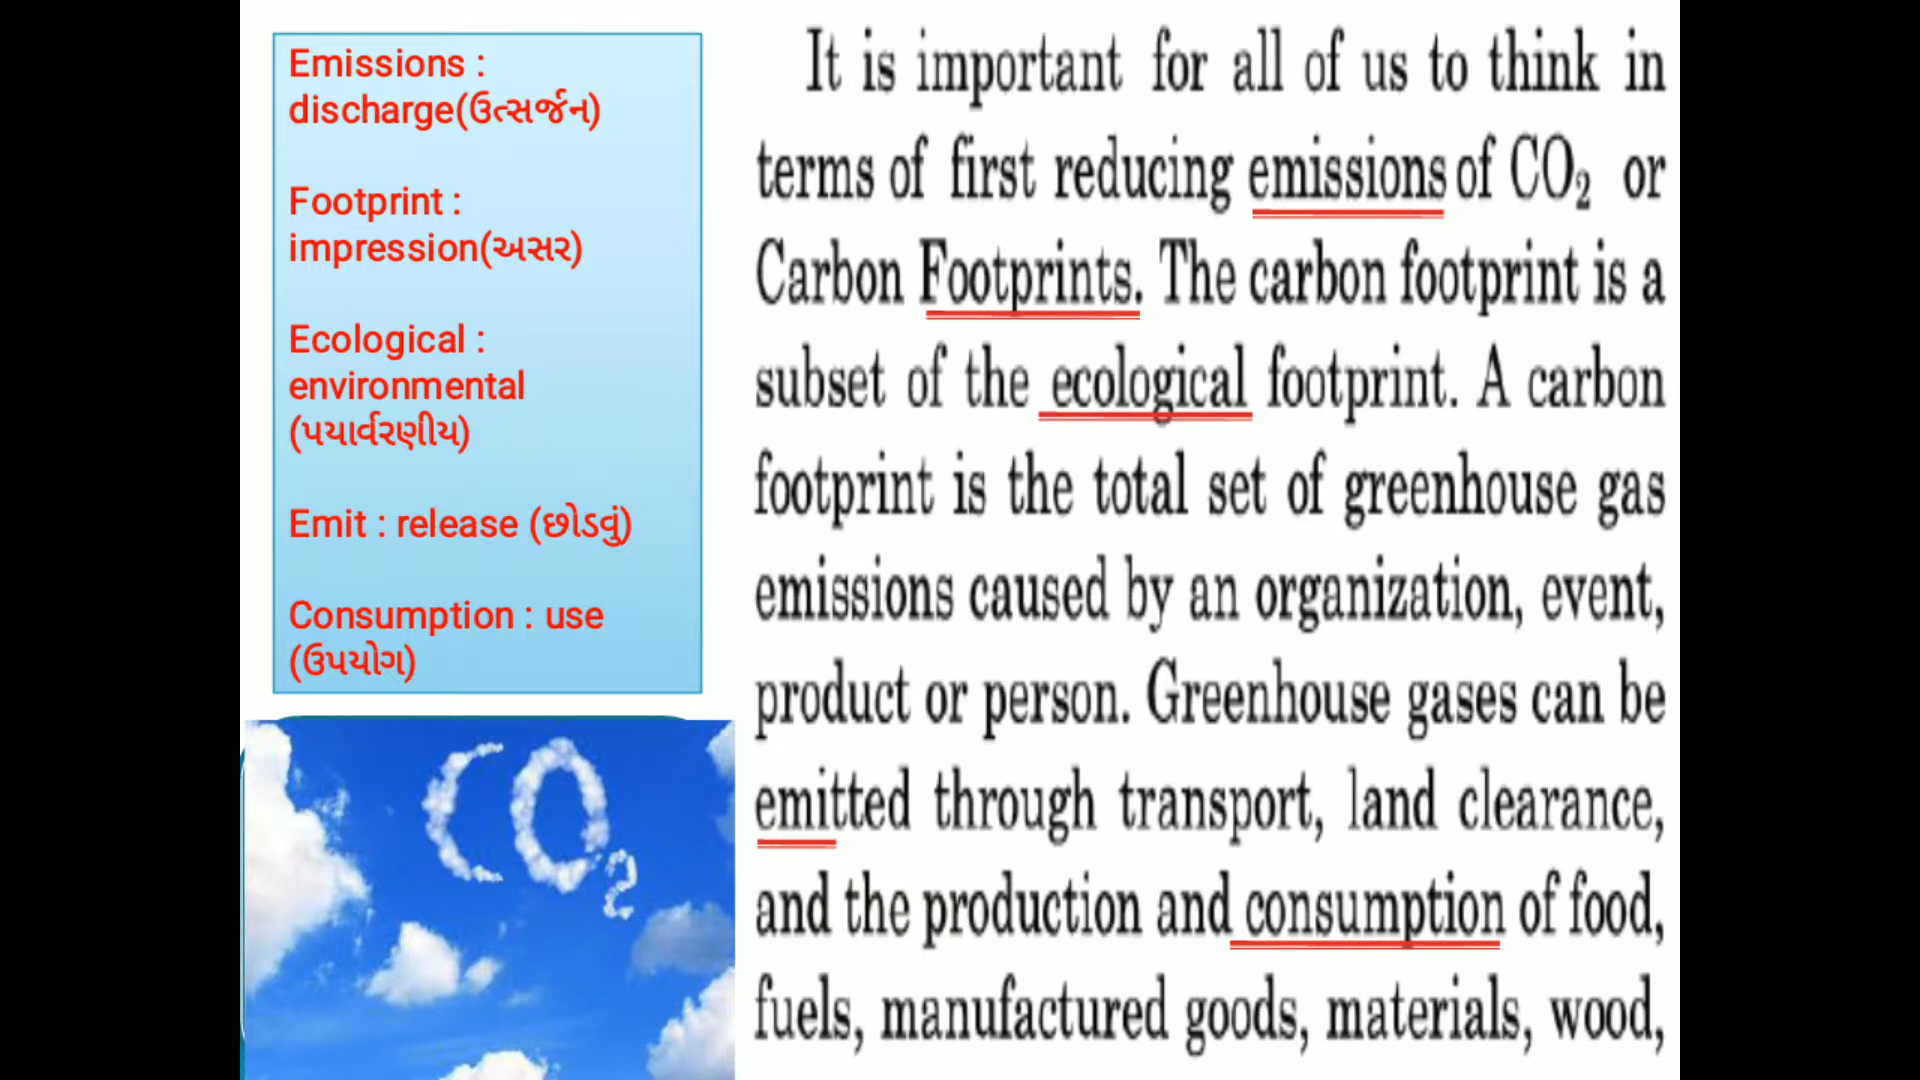 Emissions :
discharge(ઉત્સર્જન)
Footprint :
impression(અસર)
Ecological :
environmental
(પયાર્વરણીય)
Emit : release (છોડવું)
Consumption : use
(ઉપયોગ)
CO₂
It is important for all of us to think in
terms of first reducing emissions of CO₂ or
Carbon Footprints. The carbon footprint is a
subset of the ecological footprint. A carbon
footprint is the total set of greenhouse gas
emissions caused by an organization, event,
product or person. Greenhouse gases can be
emitted through transport, land clearance,
and the production and consumption of food,
fuels, manufactured goods, materials, wood,